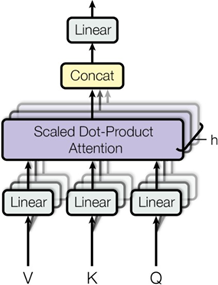 Linear
Concat
Scaled Dot-Product
Attention
h
Linear Linear Linear
V K Q